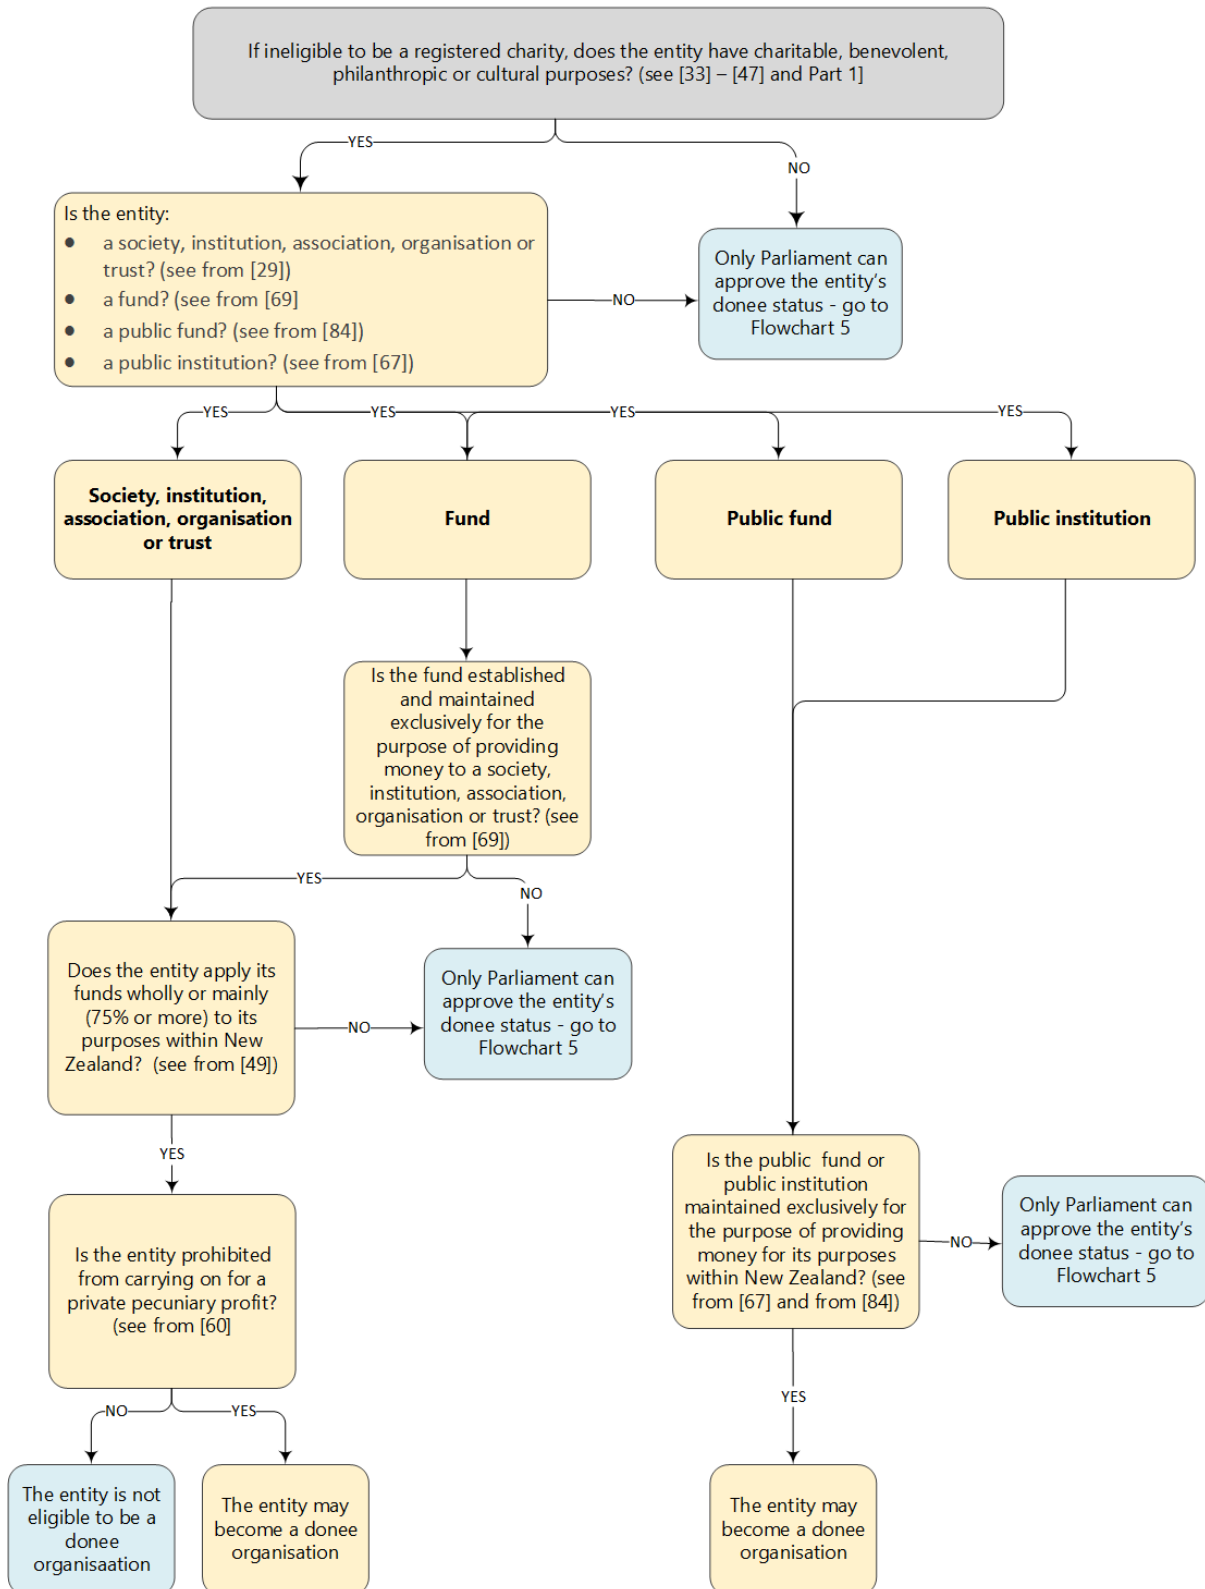 If ineligible to be a registered charity, does the entity have charitable, benevolent,
philanthropic or cultural purposes? (see [33] – [47] and Part 1]
YES
NO
Is the entity:
● a society, institution, association, organisation or
trust? (see from [29])
● a fund? (see from [69]
● a public fund? (see from [84])
● a public institution? (see from [67])
NO
Only Parliament can
approve the entity's
donee status - go to
Flowchart 5
YES
YES
YES
YES
Society, institution,
association, organisation
or trust
Fund
Public fund
Public institution
Is the fund established
and maintained
exclusively for the
purpose of providing
money to a society,
institution, association,
organisation or trust? (see
from [69])
YES
NO
Does the entity apply its
funds wholly or mainly
(75% or more) to its
purposes within New
Zealand? (see from [49])
NO
Only Parliament can
approve the entity's
donee status - go to
Flowchart 5
YES
Is the public fund or
public institution
maintained exclusively for
the purpose of providing
money for its purposes
within New Zealand? (see
from [67] and from [84])
NO
Only Parliament can
approve the entity's
donee status - go to
Flowchart 5
Is the entity prohibited
from carrying on for a
private pecuniary profit?
(see from [60]
NO
YES
YES
The entity is not
eligible to be a
donee
organisaation
The entity may
become a donee
organisation
The entity may
become a donee
organisation